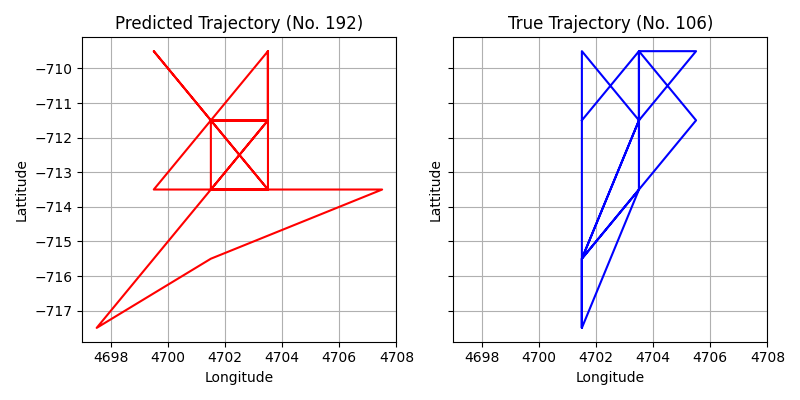 Predicted Trajectory (No. 192)
True Trajectory (No. 106)
Lattitude
−710
−711
−712
−713
−714
−715
−716
−717
4698 4700 4702 4704 4706 4708
Longitude
Lattitude
4698 4700 4702 4704 4706 4708
Longitude